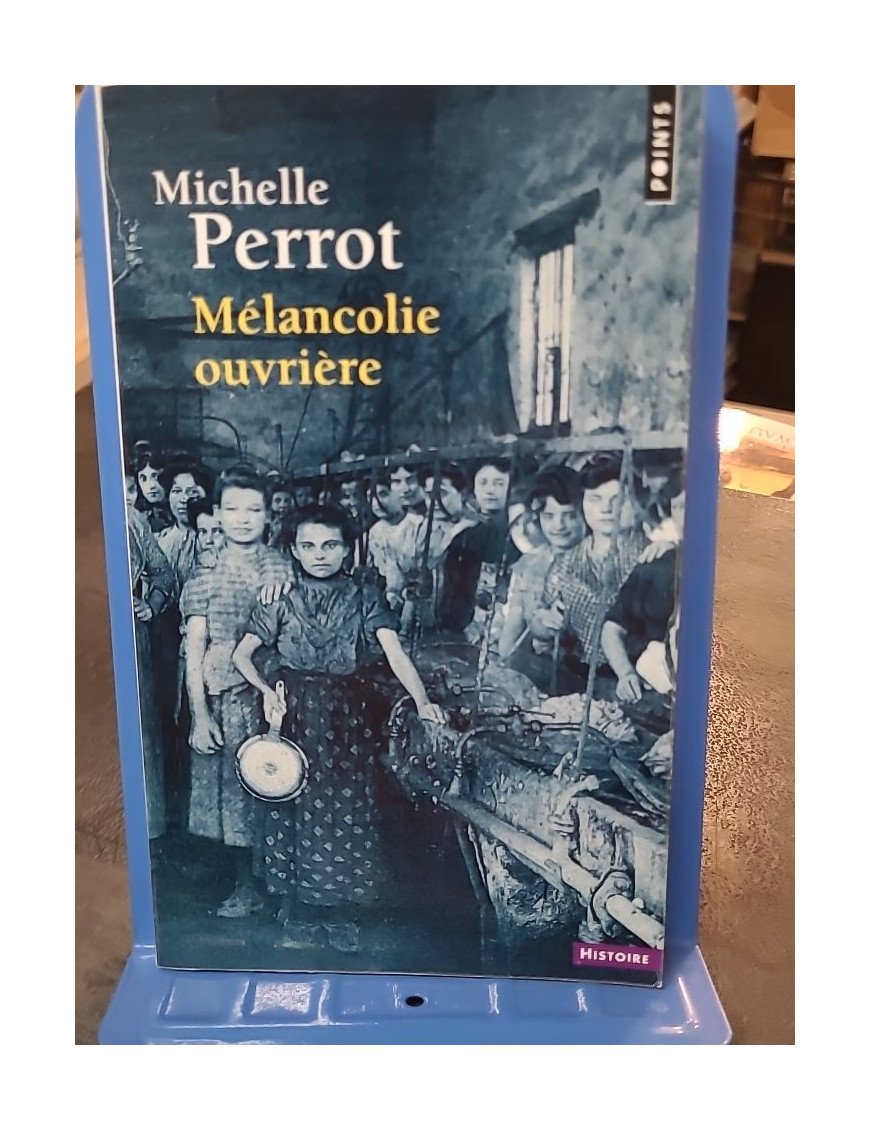 POINTS
Michelle
Perrot
Mélancolie
ouvrière
HISTOIRE